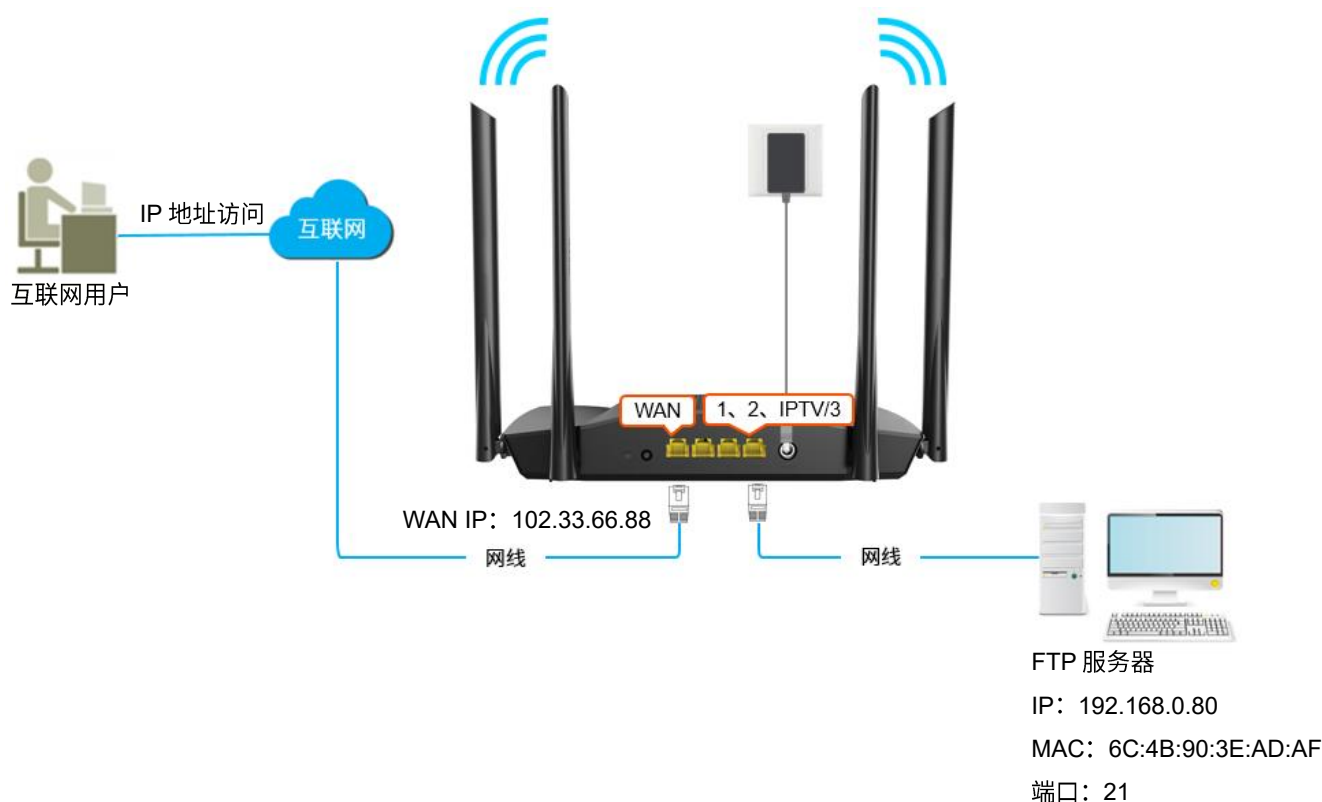 IP 地址访问
互联网
互联网用户
WAN
1、2、IPTV/3
WAN IP：102.33.66.88
网线
网线
FTP 服务器
IP：192.168.0.80
MAC：6C:4B:90:3E:AD:AF
端口：21